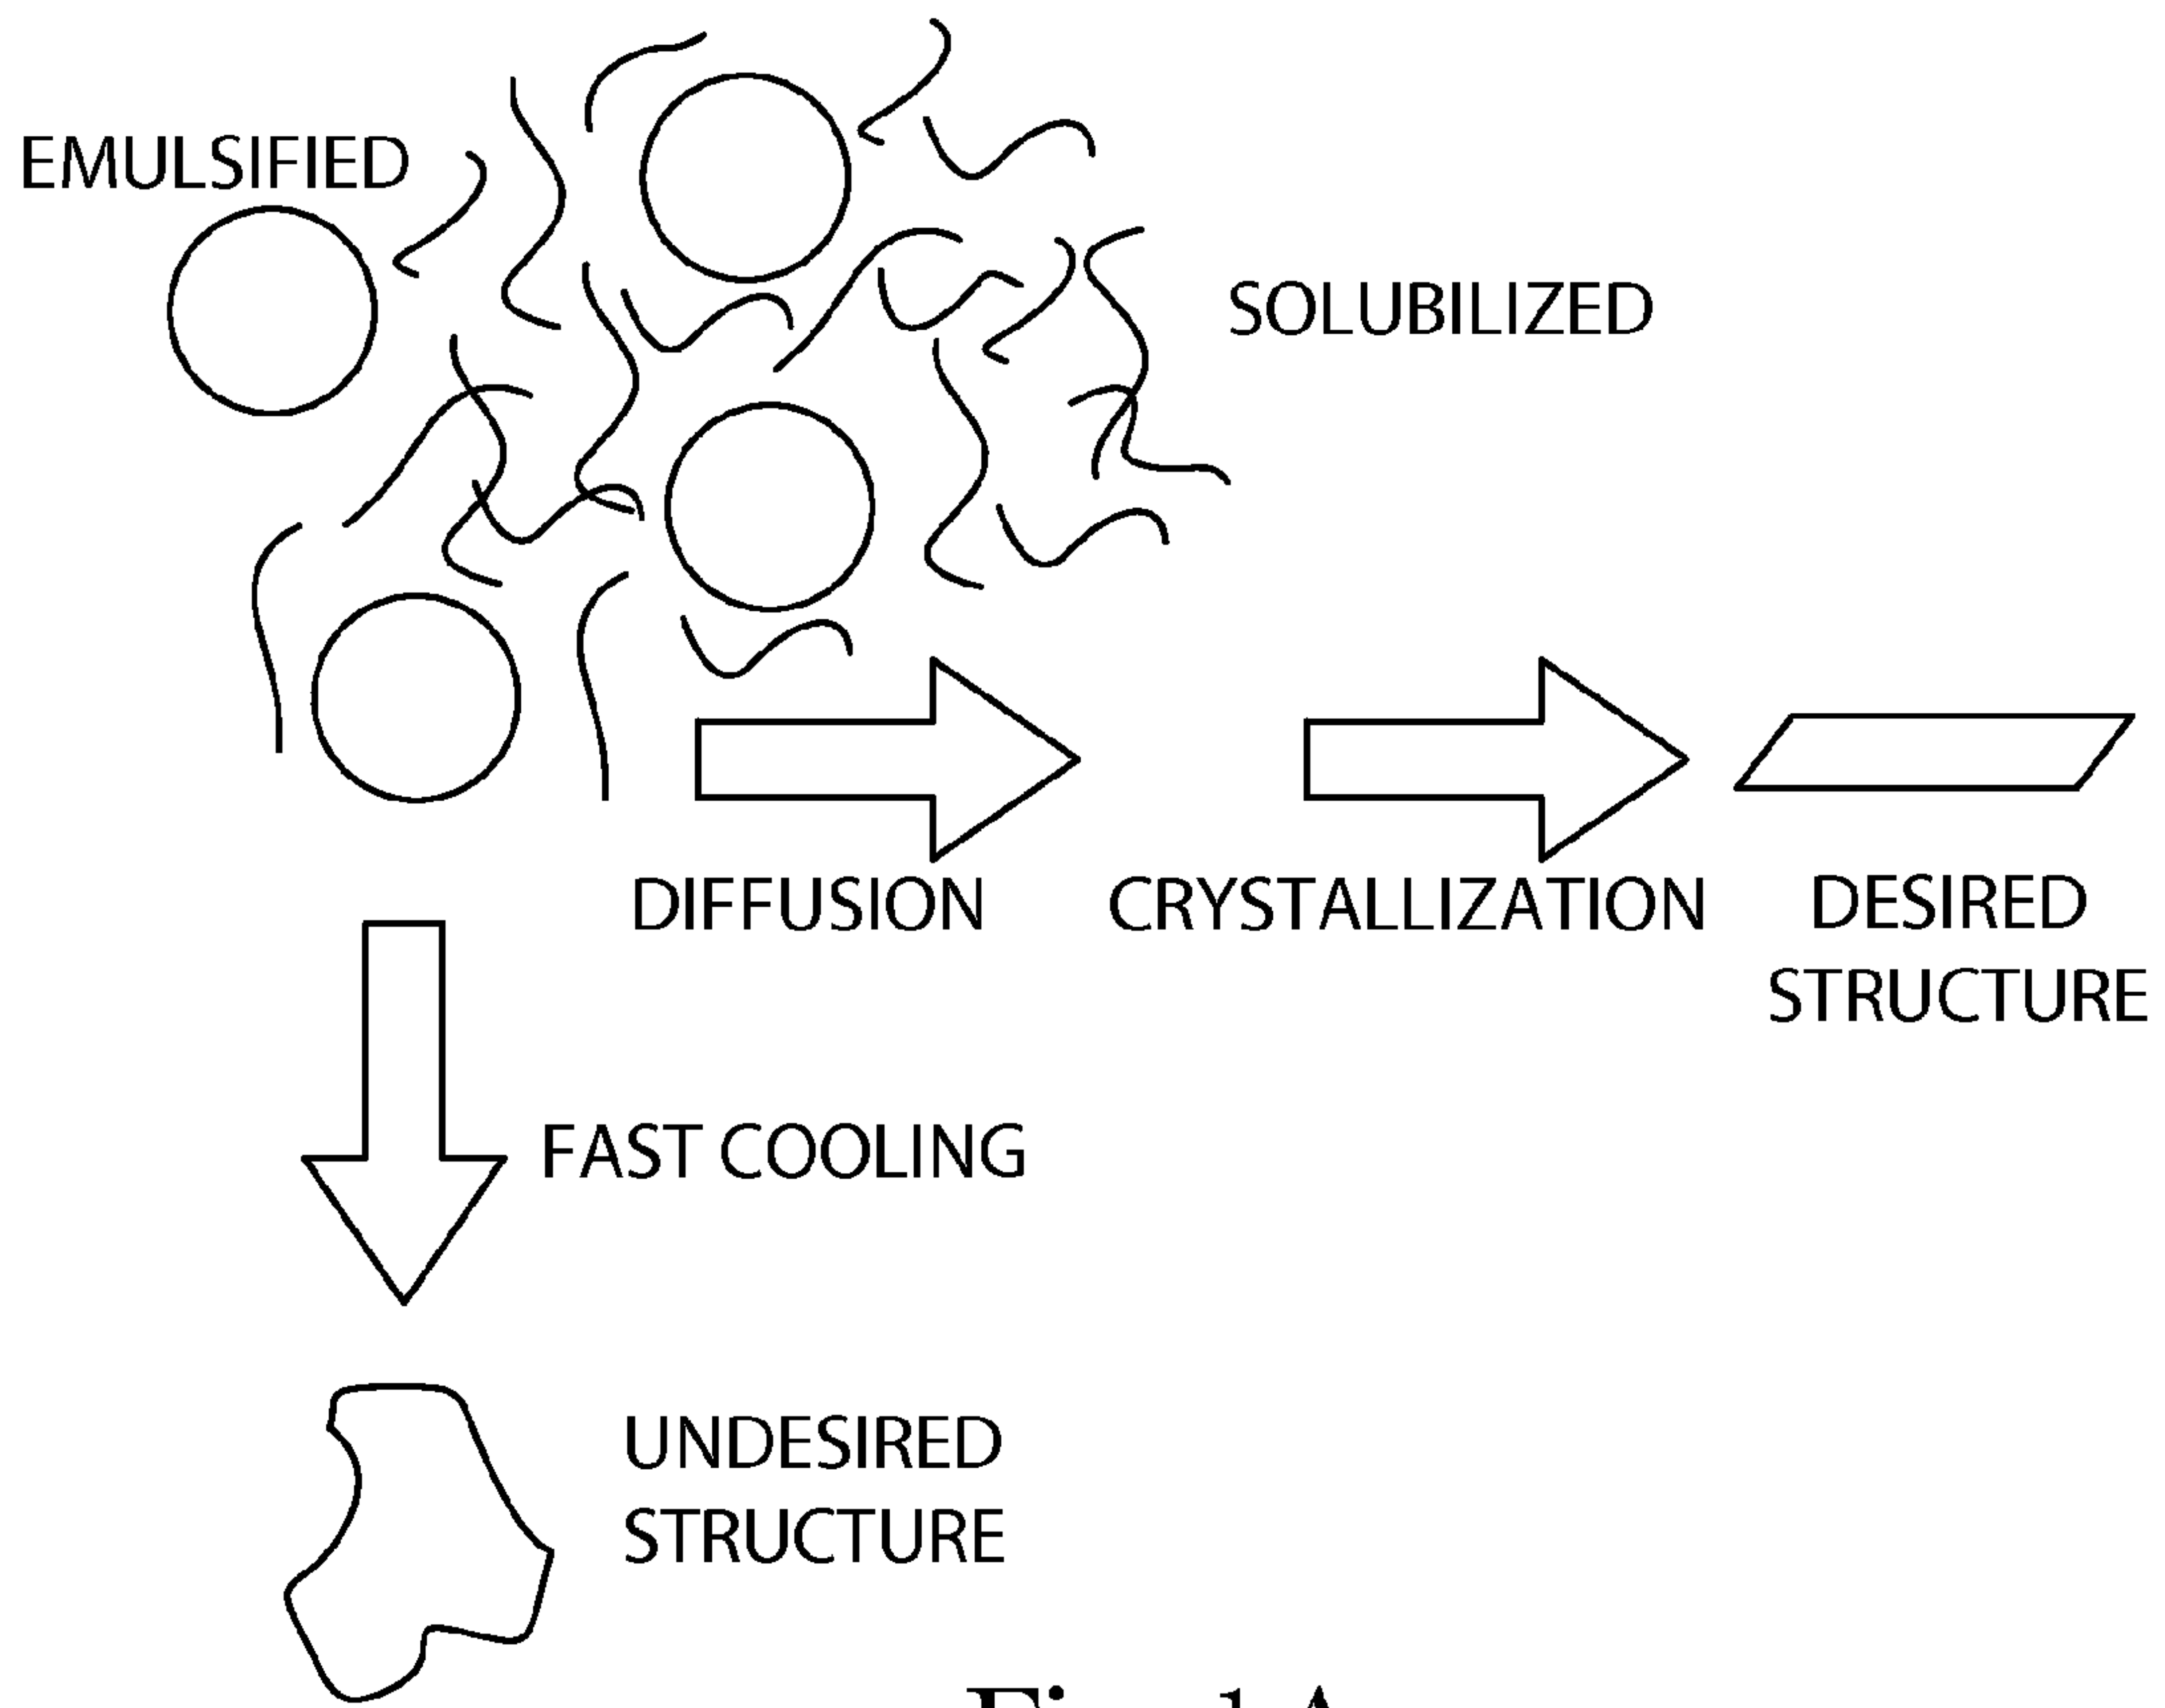 EMULSIFIED
SOLUBILIZED
DIFFUSION
CRYSTALLIZATION
DESIRED
STRUCTURE
FAST COOLING
UNDESIRED
STRUCTURE